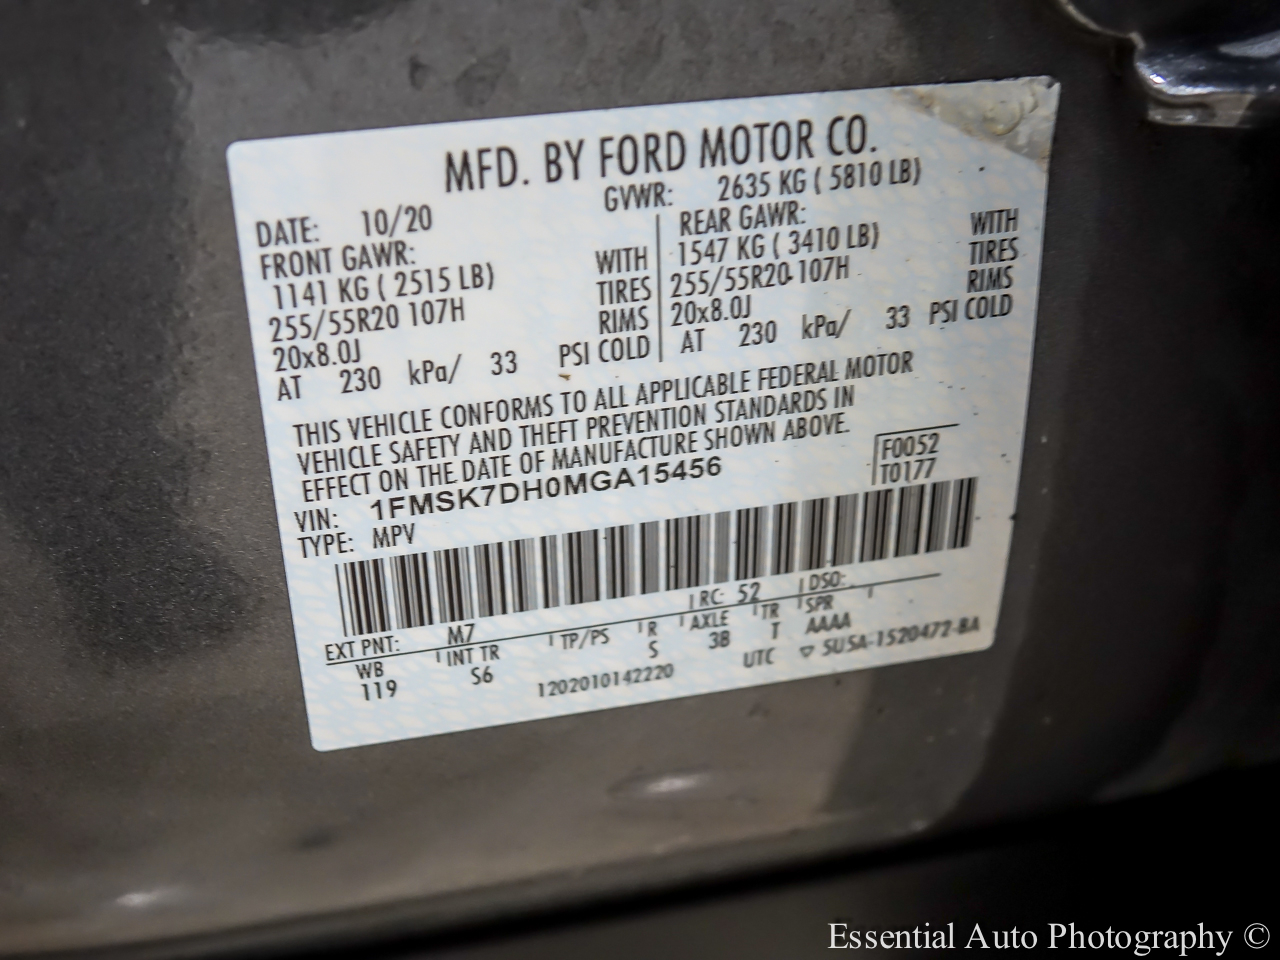 MFD. BY FORD MOTOR CO.
DATE: 10/20
GVWR: 2635 KG ( 5810 LB)
FRONT GAWR:
1141 KG ( 2515 LB) WITH
255/55R20 107H TIRES
20x8.0J RIMS
AT 230 kPa/ 33 PSI COLD
REAR GAWR:
1547 KG ( 3410 LB) WITH
255/55R20 107H TIRES
20x8.0J RIMS
AT 230 kPa/ 33 PSI COLD
THIS VEHICLE CONFORMS TO ALL APPLICABLE FEDERAL MOTOR
VEHICLE SAFETY AND THEFT PREVENTION STANDARDS IN
EFFECT ON THE DATE OF MANUFACTURE SHOWN ABOVE.
F0052
T0177
VIN: 1FMSK7DH0MGA15456
TYPE: MPV
EXT PNT: M7 RC: 52 DSO:
WB INT TR TP/PS R AXLE TR SPR
119 S6 S 3B T AAAA
1202010142220 UTC ▽ 5U5A-1520472-BA
Essential Auto Photography ©